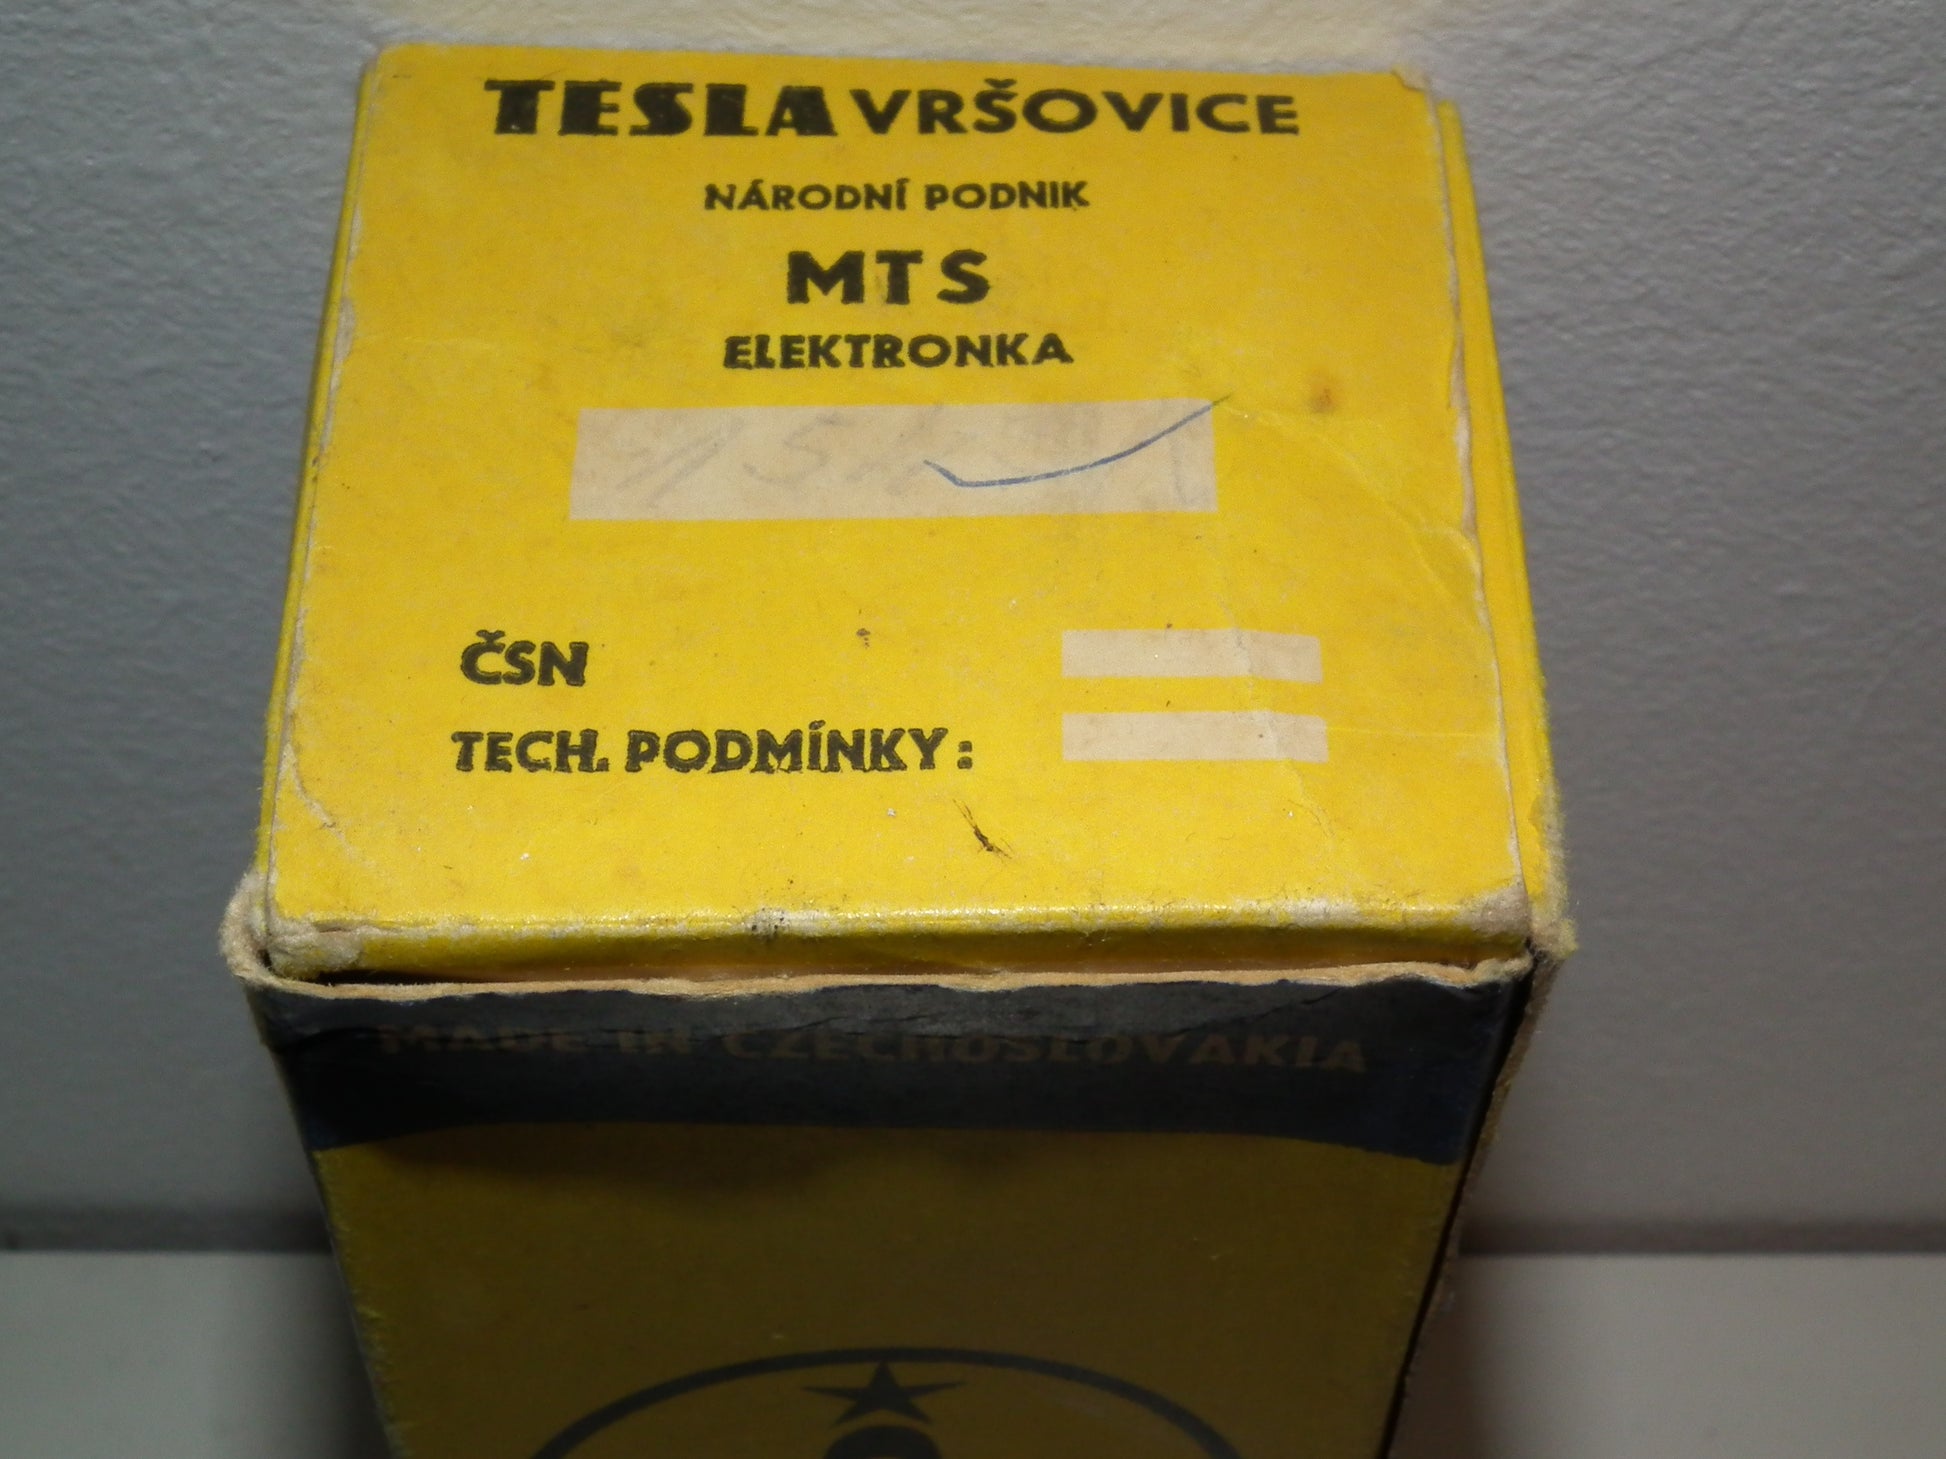 TESLA VRŠOVICE
NÁRODNÍ PODNIK
MTS
ELEKTRONKA
ČSN
TECH. PODMÍNKY:
MADE IN CZECHOSLOVAKIA